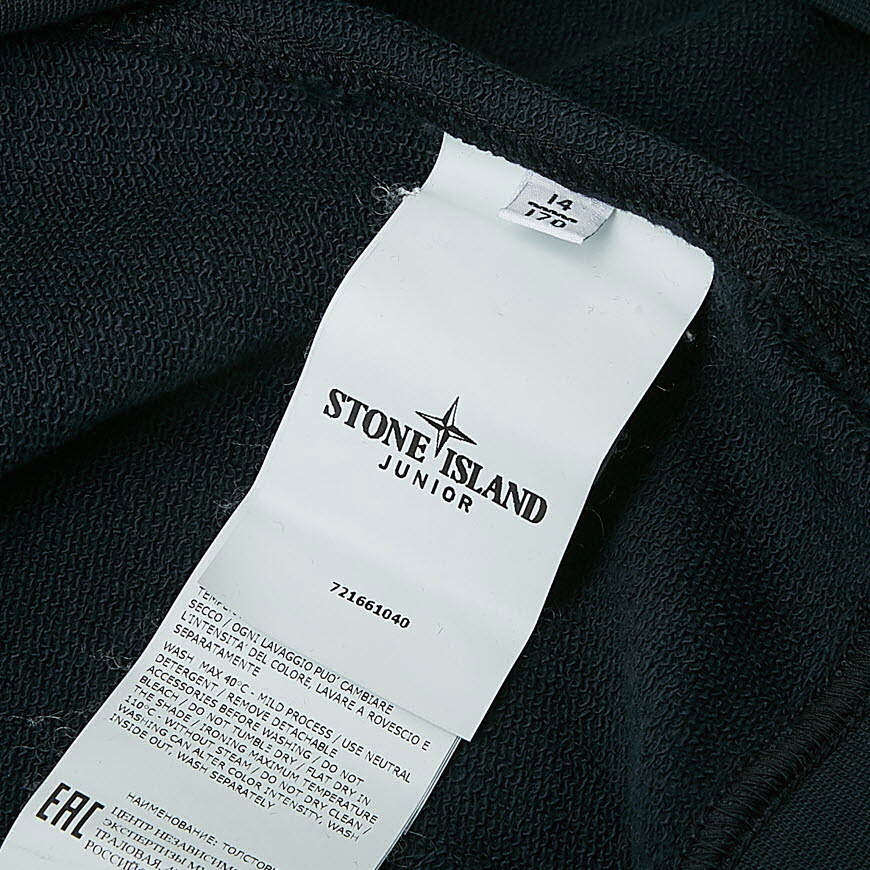 14
170
STONE ISLAND
JUNIOR
721661040
SECCO / OGNI LAVAGGIO PUO' CAMBIARE
L'INTENSITA' DEL COLORE, LAVARE A ROVESCIO E
SEPARATAMENTE
WASH MAX 40°C - MILD PROCESS / USE NEUTRAL
DETERGENT / REMOVE DETACHABLE
ACCESSORIES BEFORE WASHING / DO NOT
BLEACH / DO NOT TUMBLE DRY / FLAT DRY IN
THE SHADE / IRONING MAXIMUM TEMPERATURE
110°C - WITHOUT STEAM / DO NOT DRY CLEAN /
WASHING CAN ALTER COLOR INTENSITY, WASH
INSIDE OUT, WASH SEPARATELY
EAC
НАИМЕНОВАНИЕ:
ЦЕНТР
ЭКСПЕРТИЗЫ